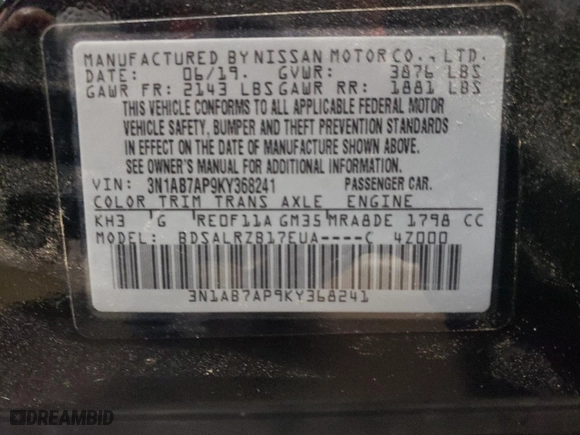 MANUFACTURED BY NISSAN MOTOR CO., LTD.
DATE: 06/19. GVWR: 3876 LBS
GAWR FR: 2143 LBS GAWR RR: 1881 LBS
THIS VEHICLE CONFORMS TO ALL APPLICABLE FEDERAL MOTOR
VEHICLE SAFETY, BUMPER AND THEFT PREVENTION STANDARDS
IN EFFECT ON THE DATE OF MANUFACTURE SHOWN ABOVE.
SEE OWNER'S MANUAL FOR ADDITIONAL INFORMATION.
VIN: 3N1AB7AP9KY368241 PASSENGER CAR.
COLOR TRIM TRANS AXLE ENGINE
KH3 G RE0F11A GM35 MRA8DE 1798 CC
MODEL: BDSALRZB17EUA----C 4Z000
3N1AB7AP9KY368241
DREAMBID